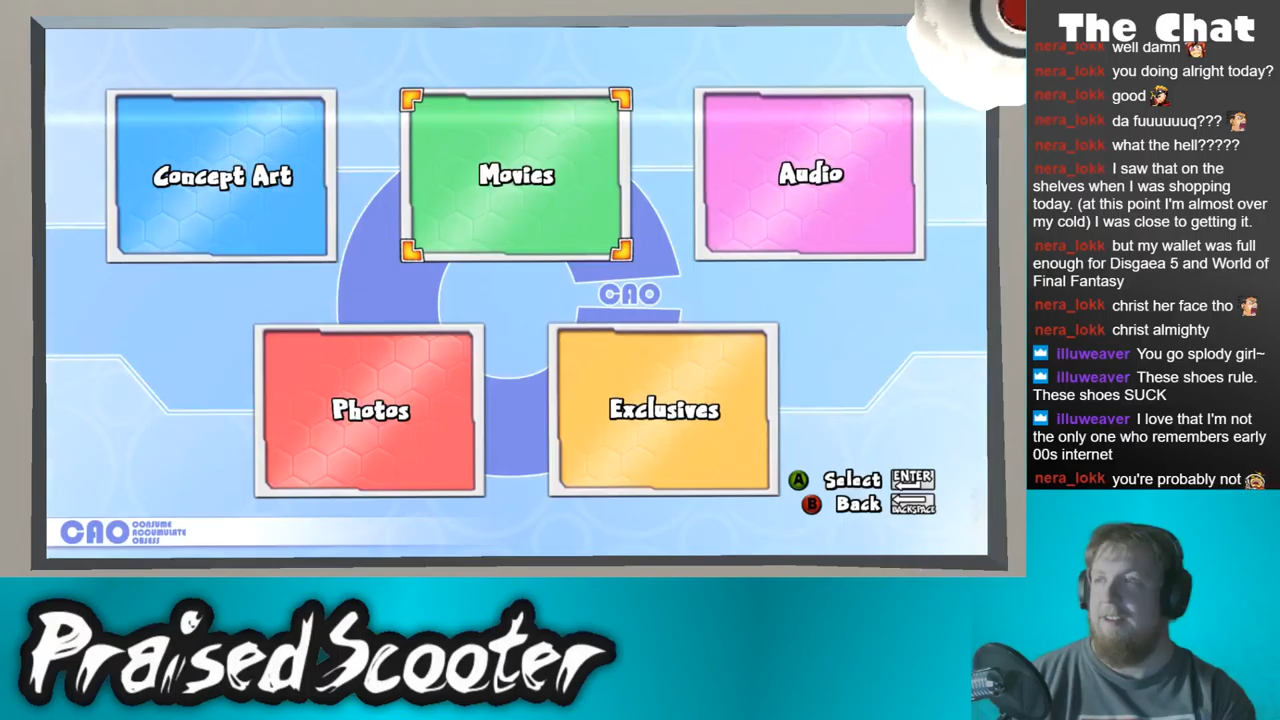 The Chat
nera_lokk well damn
nera_lokk you doing alright today?
nera_lokk good
nera_lokk da fuuuuuuq???
nera_lokk what the hell?????
nera_lokk I saw that on the
shelves when I was shopping
today. (at this point I'm almost over
my cold) I was close to getting it.
nera_lokk but my wallet was full
enough for Disgaea 5 and World of
Final Fantasy
nera_lokk christ her face tho
nera_lokk christ almighty
illuweaver You go splody girl~
illuweaver These shoes rule.
These shoes SUCK
illuweaver I love that I'm not
the only one who remembers early
00s internet
nera_lokk you're probably not
Concept Art
Movies
Audio
CAO
Photos
Exclusives
A Select ENTER
B Back BACKSPACE
CAO CONSUME
ACCUMULATE
OBSESS
PraisedScooter